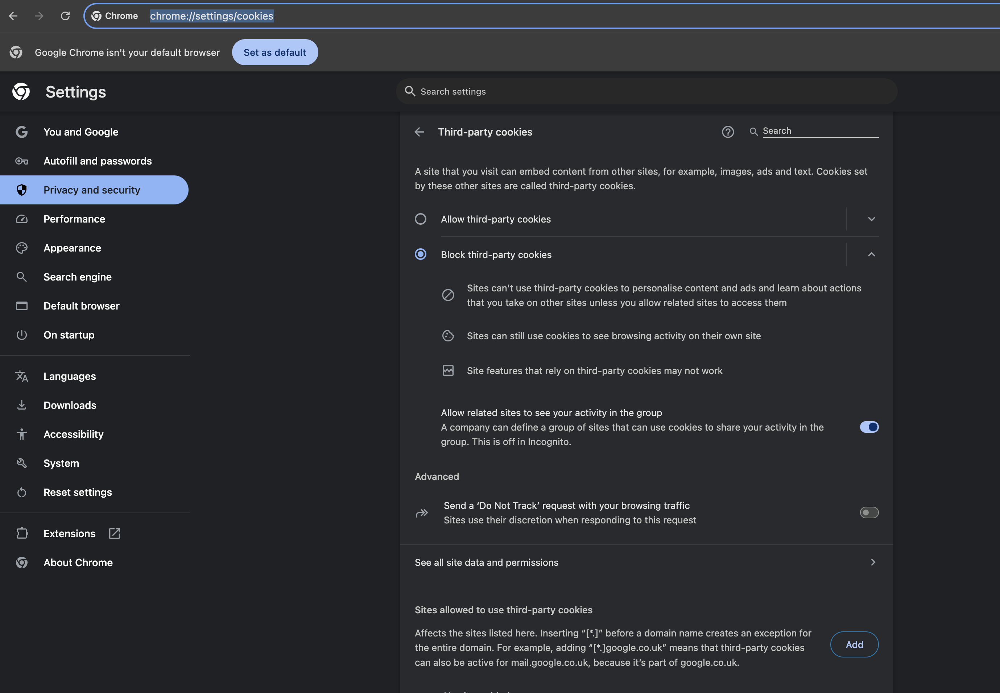 Chrome
chrome://settings/cookies
Google Chrome isn't your default browser
Set as default
Settings
Search settings
You and Google
Autofill and passwords
Privacy and security
Performance
Appearance
Search engine
Default browser
On startup
Languages
Downloads
Accessibility
System
Reset settings
Extensions
About Chrome
Third-party cookies
Search
A site that you visit can embed content from other sites, for example, images, ads and text. Cookies set
by these other sites are called third-party cookies.
Allow third-party cookies
Block third-party cookies
Sites can't use third-party cookies to personalise content and ads and learn about actions
that you take on other sites unless you allow related sites to access them
Sites can still use cookies to see browsing activity on their own site
Site features that rely on third-party cookies may not work
Allow related sites to see your activity in the group
A company can define a group of sites that can use cookies to share your activity in the
group. This is off in Incognito.
Advanced
Send a ‘Do Not Track’ request with your browsing traffic
Sites use their discretion when responding to this request
See all site data and permissions
Sites allowed to use third-party cookies
Affects the sites listed here. Inserting “[*.]” before a domain name creates an exception for
the entire domain. For example, adding “[*.]google.co.uk” means that third-party cookies
can also be active for mail.google.co.uk, because it’s part of google.co.uk.
Add